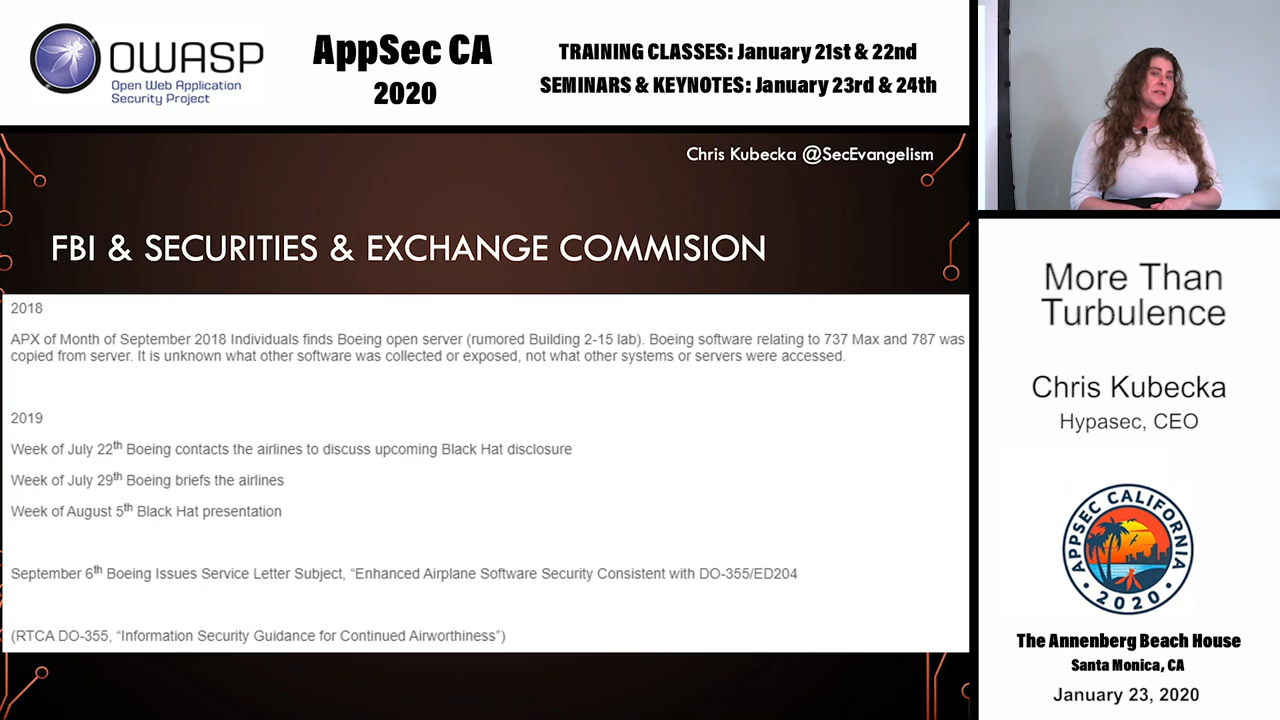 OWASP
Open Web Application
Security Project
AppSec CA
2020
TRAINING CLASSES: January 21st & 22nd
SEMINARS & KEYNOTES: January 23rd & 24th
Chris Kubecka @SecEvangelism
FBI & SECURITIES & EXCHANGE COMMISION
2018
APX of Month of September 2018 Individuals finds Boeing open server (rumored Building 2-15 lab). Boeing software relating to 737 Max and 787 was
copied from server. It is unknown what other software was collected or exposed, not what other systems or servers were accessed.
2019
Week of July 22th Boeing contacts the airlines to discuss upcoming Black Hat disclosure
Week of July 29th Boeing briefs the airlines
Week of August 5th Black Hat presentation
September 6th Boeing Issues Service Letter Subject, “Enhanced Airplane Software Security Consistent with DO-355/ED204
(RTCA DO-355, “Information Security Guidance for Continued Airworthiness”)
More Than
Turbulence
Chris Kubecka
Hypasec, CEO
APPSEC CALIFORNIA
• 2020 •
The Annenberg Beach House
Santa Monica, CA
January 23, 2020